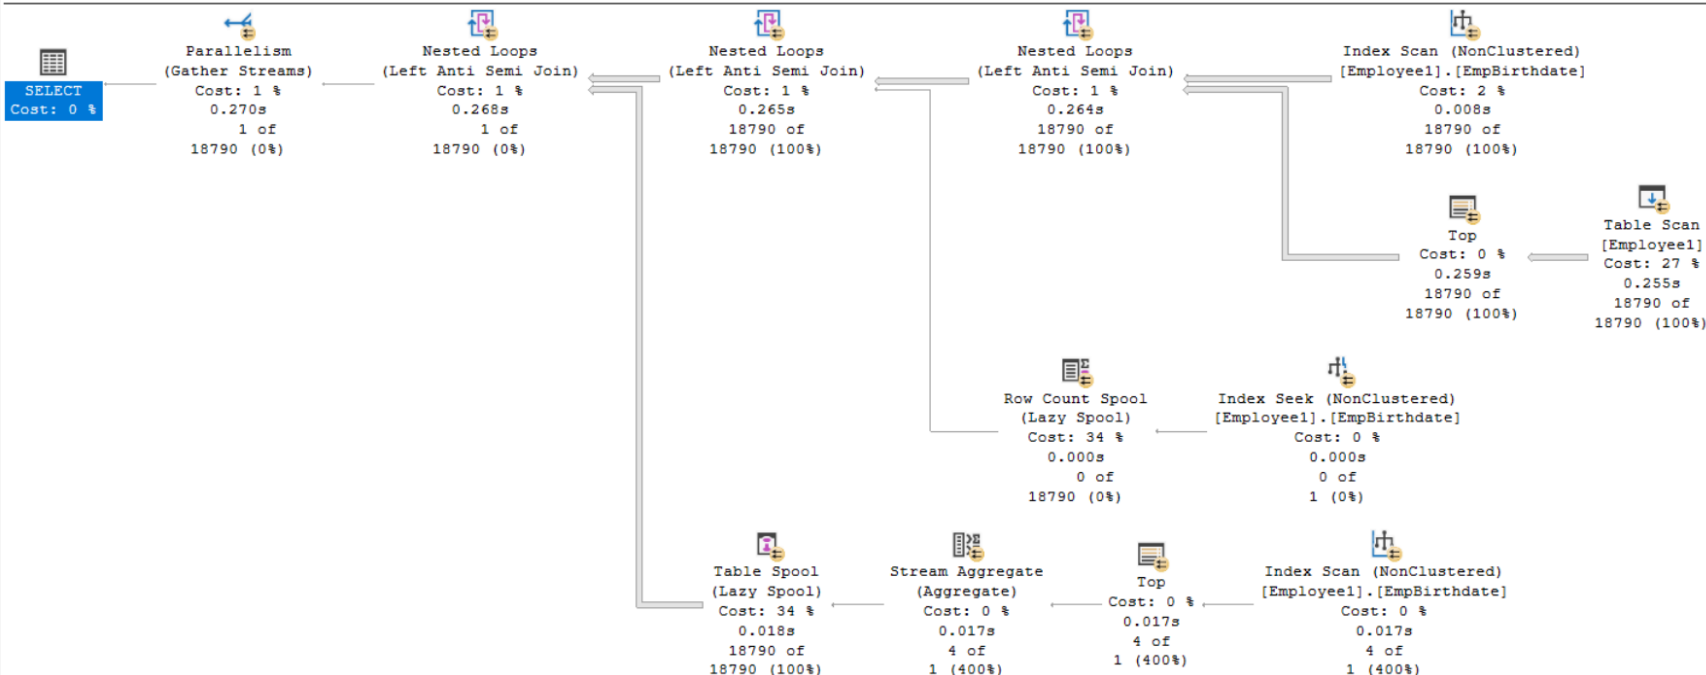 SELECT
Cost: 0 %
Parallelism
(Gather Streams)
Cost: 1 %
0.270s
1 of
18790 (0%)
Nested Loops
(Left Anti Semi Join)
Cost: 1 %
0.268s
1 of
18790 (0%)
Nested Loops
(Left Anti Semi Join)
Cost: 1 %
0.265s
18790 of
18790 (100%)
Nested Loops
(Left Anti Semi Join)
Cost: 1 %
0.264s
18790 of
18790 (100%)
Index Scan (NonClustered)
[Employee1].[EmpBirthdate]
Cost: 2 %
0.008s
18790 of
18790 (100%)
Top
Cost: 0 %
0.259s
18790 of
18790 (100%)
Table Scan
[Employee1]
Cost: 27 %
0.255s
18790 of
18790 (100%)
Row Count Spool
(Lazy Spool)
Cost: 34 %
0.000s
0 of
18790 (0%)
Index Seek (NonClustered)
[Employee1].[EmpBirthdate]
Cost: 0 %
0.000s
0 of
1 (0%)
Table Spool
(Lazy Spool)
Cost: 34 %
0.018s
18790 of
18790 (100%)
Stream Aggregate
(Aggregate)
Cost: 0 %
0.017s
4 of
1 (400%)
Top
Cost: 0 %
0.017s
4 of
1 (400%)
Index Scan (NonClustered)
[Employee1].[EmpBirthdate]
Cost: 0 %
0.017s
4 of
1 (400%)